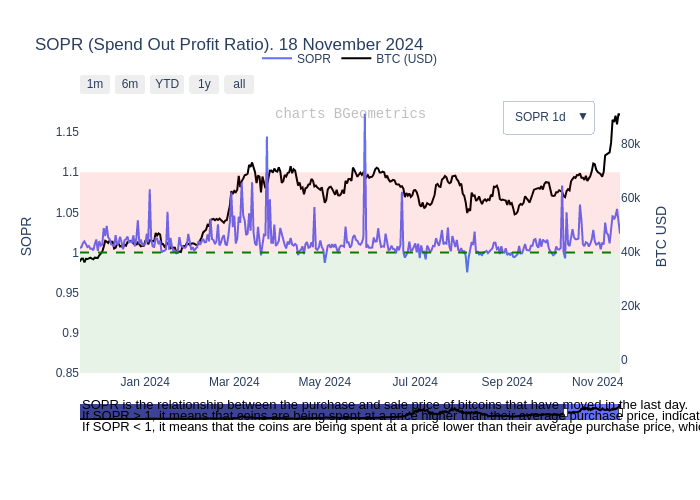 SOPR (Spend Out Profit Ratio). 18 November 2024
SOPR
BTC (USD)
1m
6m
YTD
1y
all
charts BGeometrics
SOPR 1d ▼
1.15
1.1
1.05
1
0.95
0.9
0.85
SOPR
80k
60k
40k
20k
0
BTC USD
Jan 2024
Mar 2024
May 2024
Jul 2024
Sep 2024
Nov 2024
SOPR is the relationship between the purchase and sale price of bitcoins that have moved in the last day.
If SOPR > 1, it means that coins are being spent at a price higher than their average purchase price, indicat
If SOPR < 1, it means that the coins are being spent at a price lower than their average purchase price, whi